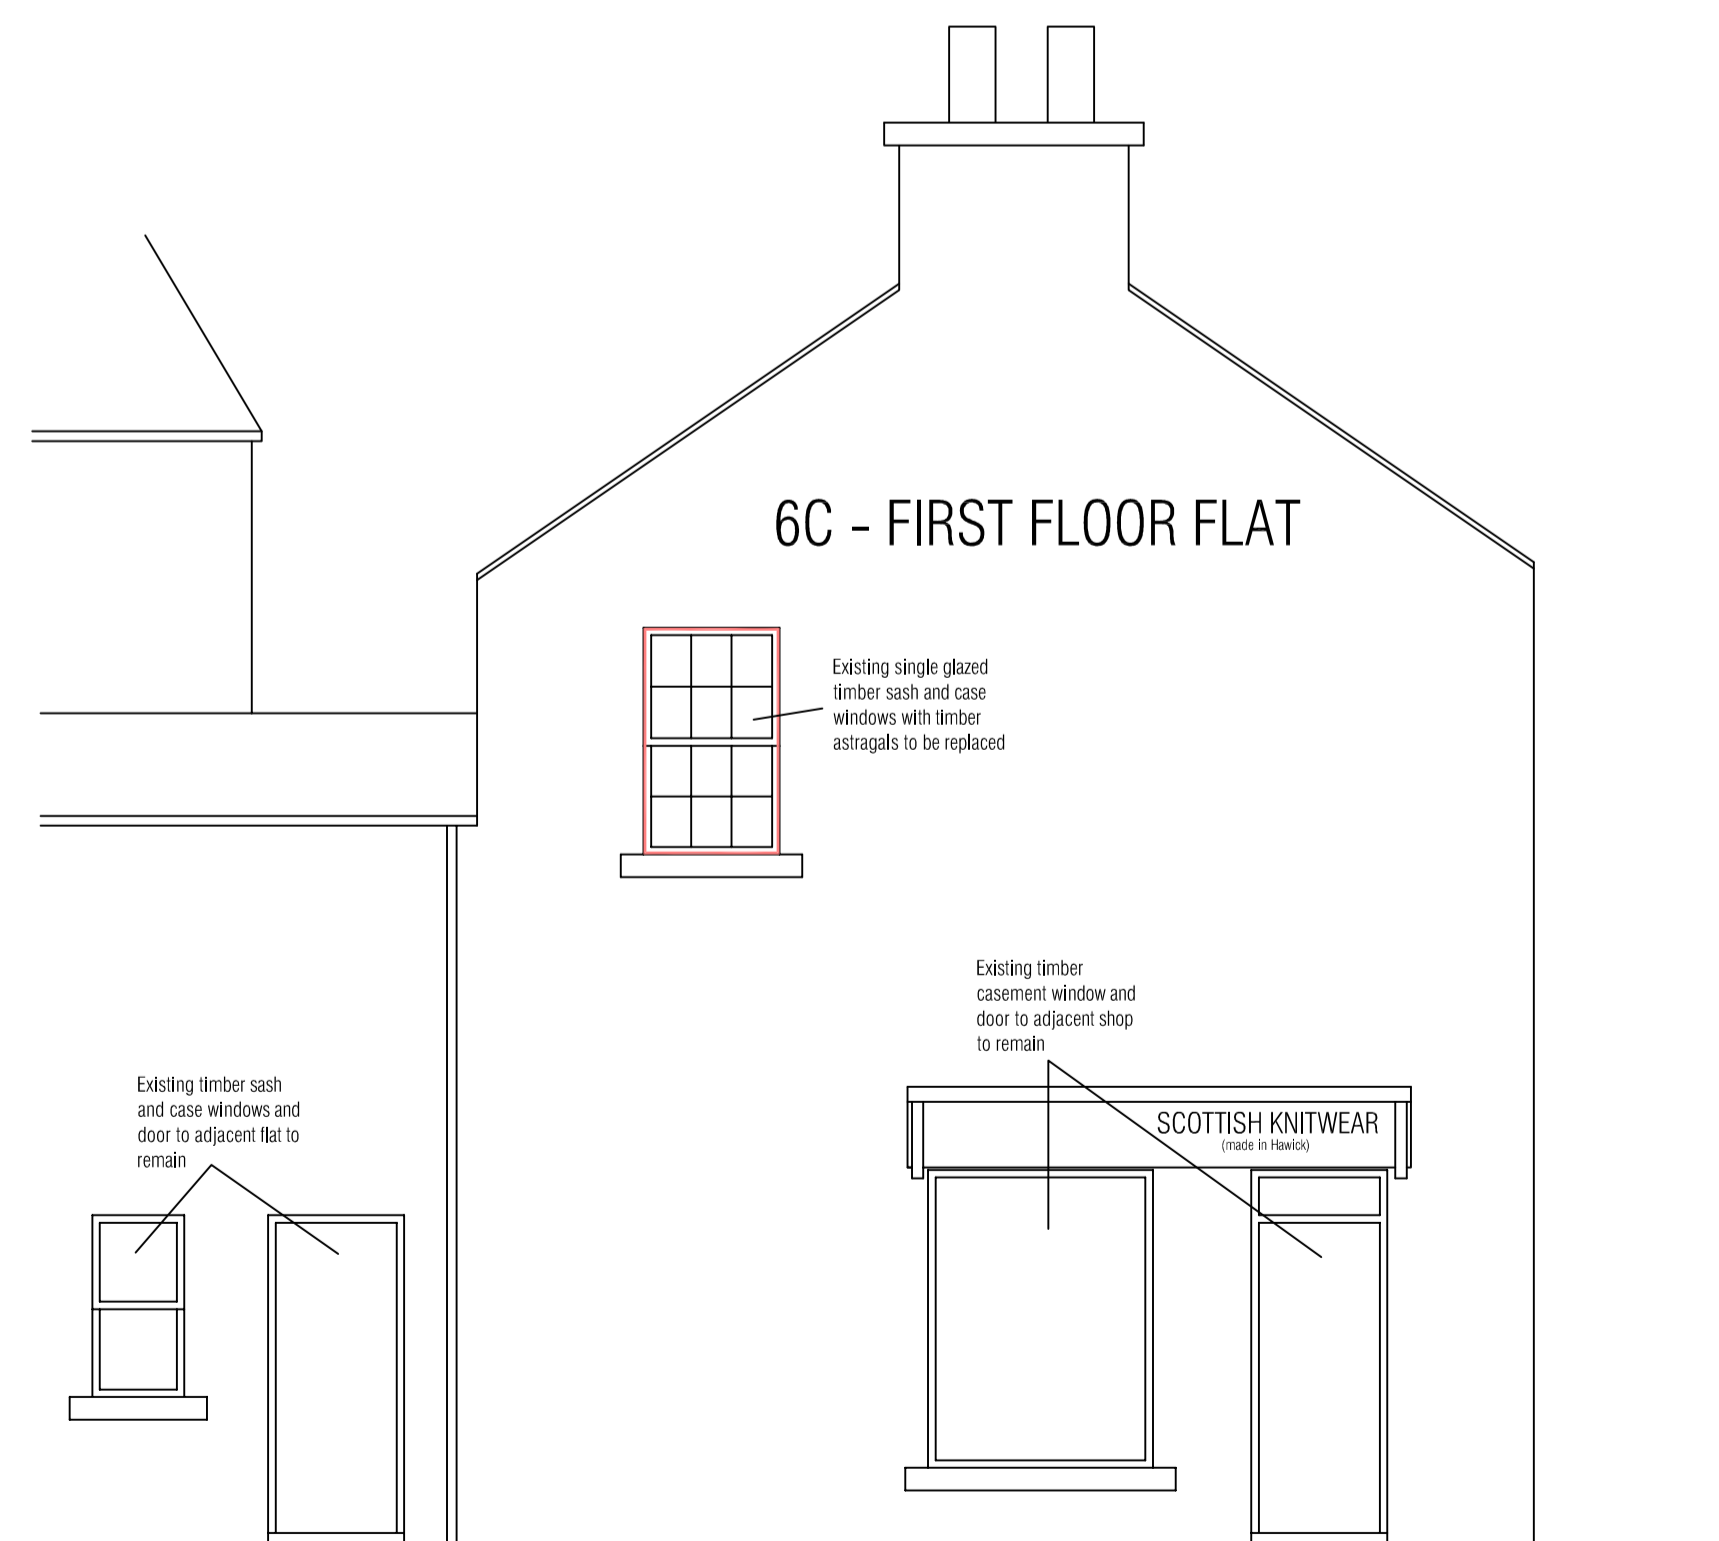 6C - FIRST FLOOR FLAT
Existing single glazed
timber sash and case
windows with timber
astragals to be replaced
Existing timber
casement window and
door to adjacent shop
to remain
Existing timber sash
and case windows and
door to adjacent flat to
remain
SCOTTISH KNITWEAR
(made in Hawick)